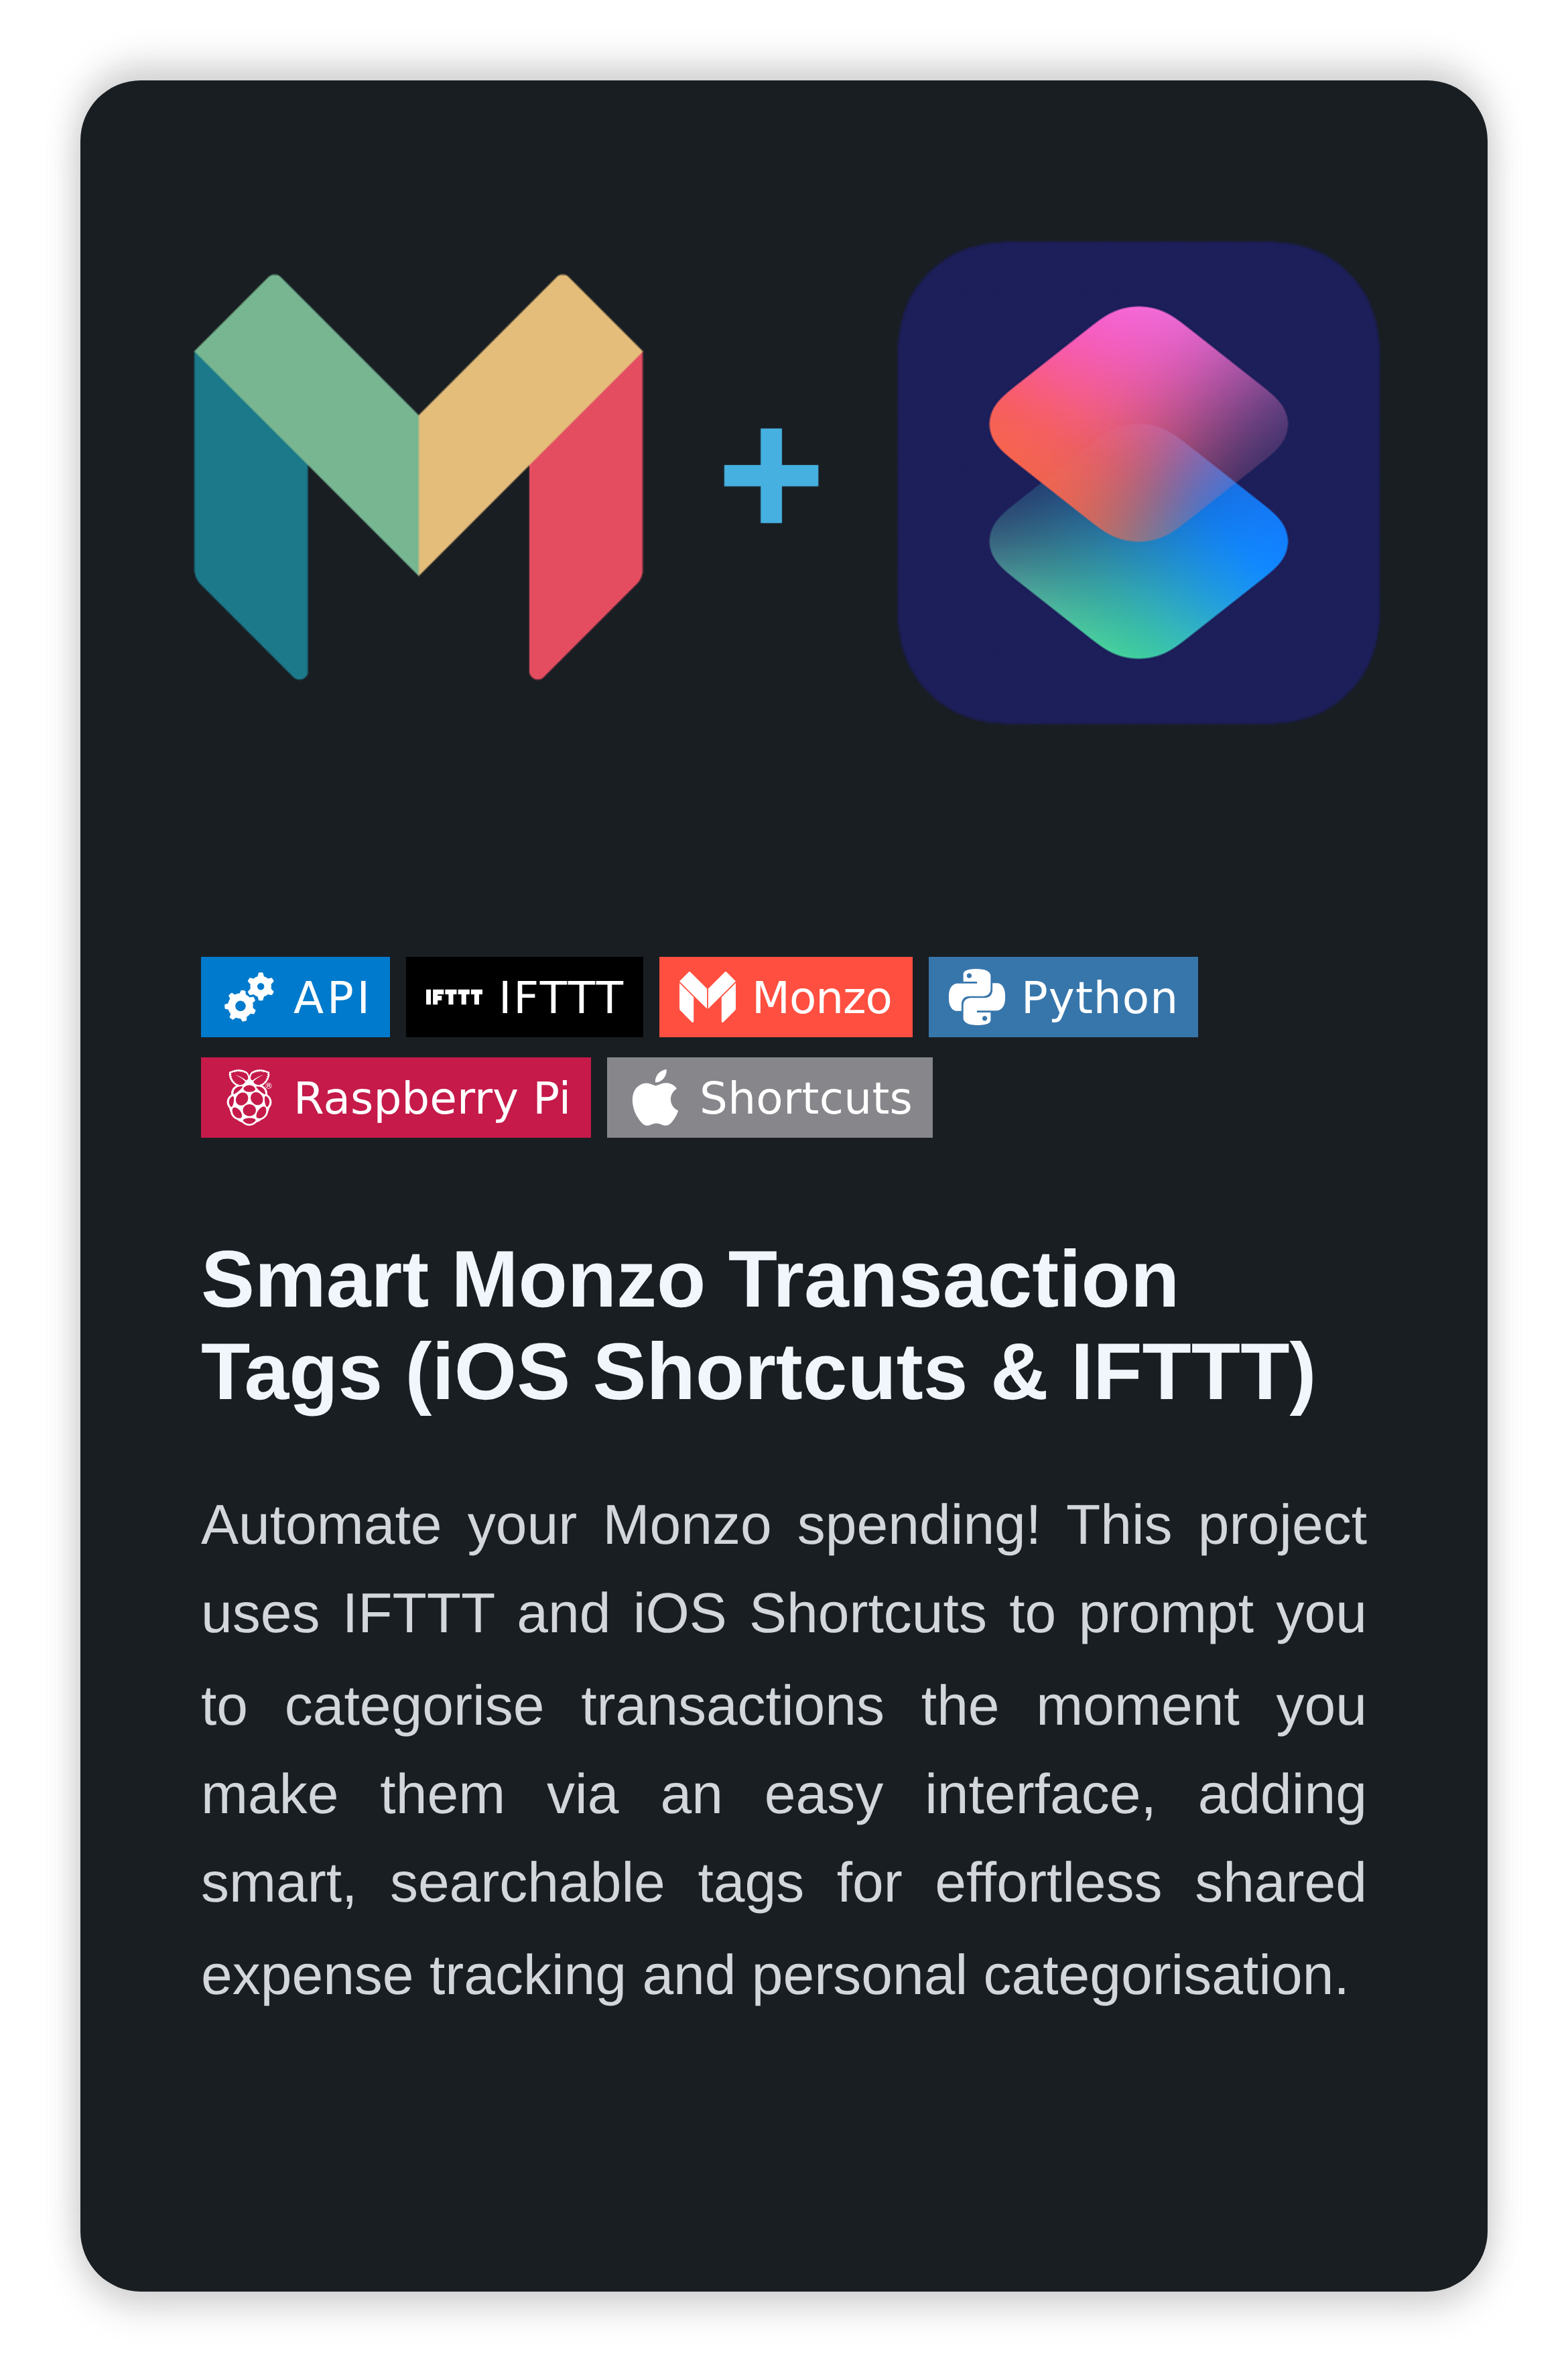 API IFTTT IFTTT Monzo Python
Raspberry Pi Shortcuts
Smart Monzo Transaction
Tags (iOS Shortcuts & IFTTT)
Automate your Monzo spending! This project
uses IFTTT and iOS Shortcuts to prompt you
to categorise transactions the moment you
make them via an easy interface, adding
smart, searchable tags for effortless shared
expense tracking and personal categorisation.